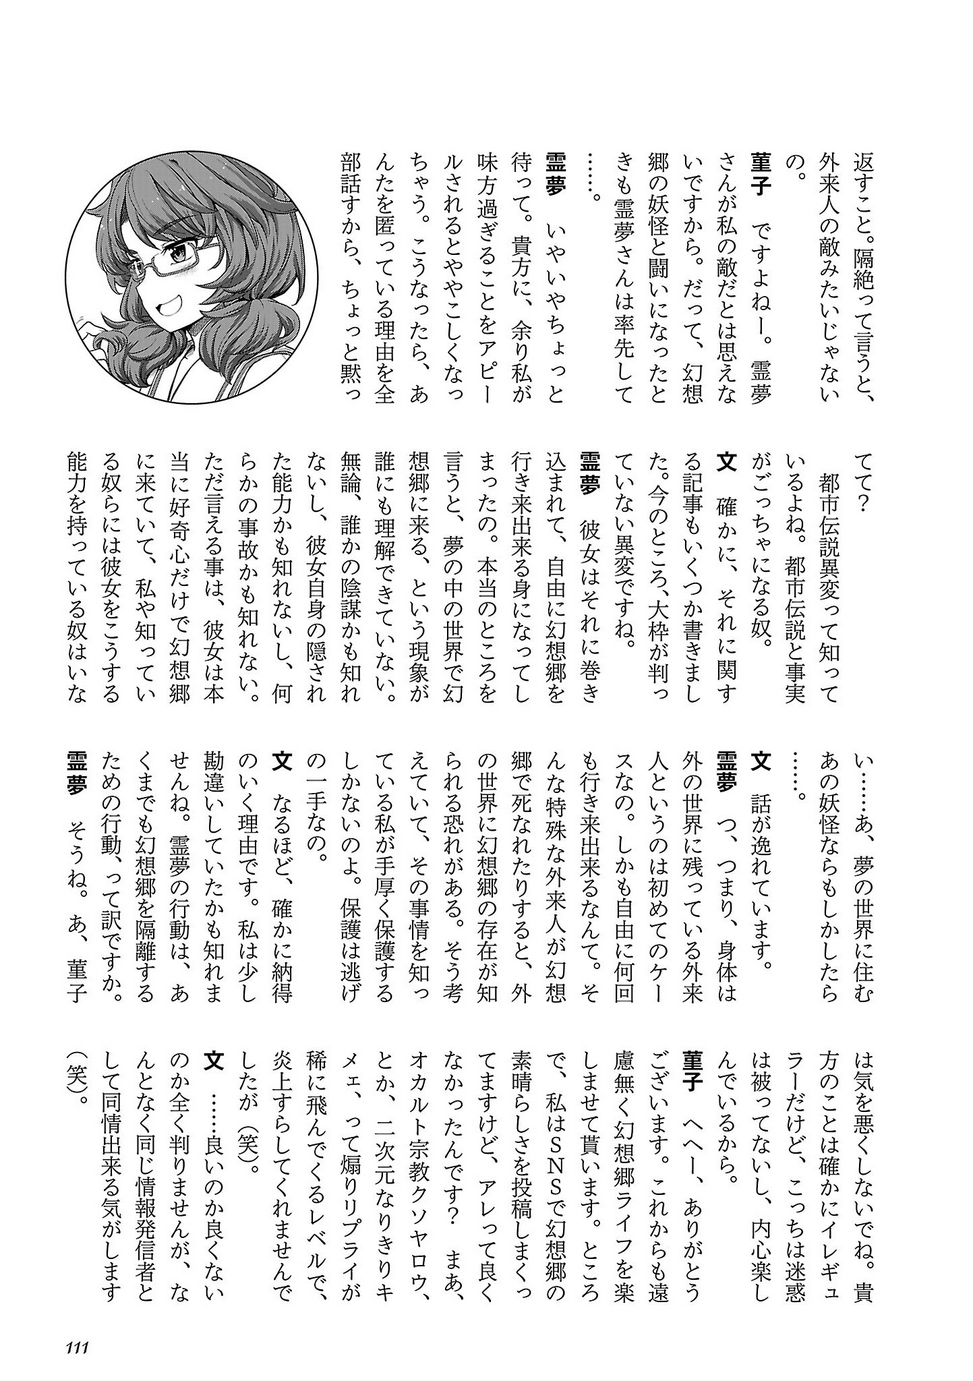 返すこと。隔絶って言うと、
外来人の敵みたいじゃない
の。
菫子　ですよねー。霊夢
さんが私の敵だとは思えな
いですから。だって、幻想
郷の妖怪と闘いになったと
きも霊夢さんは率先して
……。
霊夢　いやいやちょっと
待って。貴方に、余り私が
味方過ぎることをアピー
ルされるとややこしくなっ
ちゃう。こうなったら、あ
んたを匿っている理由を全
部話すから、ちょっと黙っ
てて？
　都市伝説異変って知って
いるよね。都市伝説と事実
がごっちゃになる奴。
文　確かに、それに関す
る記事もいくつか書きまし
た。今のところ、大枠が判っ
ていない異変ですね。
霊夢　彼女はそれに巻き
込まれて、自由に幻想郷を
行き来出来る身になってし
まったの。本当のところを
言うと、夢の中の世界で幻
想郷に来る、という現象が
誰にも理解できていない。
無論、誰かの陰謀かも知れ
ないし、彼女自身の隠され
た能力かも知れないし、何
らかの事故かも知れない。
ただ言える事は、彼女は本
当に好奇心だけで幻想郷
に来ていて、私や知ってい
る奴らには彼女をこうする
能力を持っている奴はいな
い……あ、夢の世界に住む
あの妖怪ならもしかしたら
……。
文　話が逸れています。
霊夢　つ、つまり、身体は
外の世界に残っている外来
人というのは初めてのケー
スなの。しかも自由に何回
も行き来出来るなんて。そ
んな特殊な外来人が幻想
郷で死なれたりすると、外
の世界に幻想郷の存在が知
られる恐れがある。そう考
えていて、その事情を知っ
ている私が手厚く保護する
しかないのよ。保護は逃げ
の一手なの。
文　なるほど、確かに納得
のいく理由です。私は少し
勘違いしていたかも知れま
せんね。霊夢の行動は、あ
くまでも幻想郷を隔離する
ための行動、って訳ですか。
霊夢　そうね。あ、菫子
は気を悪くしないでね。貴
方のことは確かにイレギュ
ラーだけど、こっちは迷惑
は被ってないし、内心楽し
んでいるから。
菫子　へへー、ありがとう
ございます。これからも遠
慮無く幻想郷ライフを楽
しませて貰います。ところ
で、私はSNSで幻想郷の
素晴らしさを投稿しまくっ
てますけど、アレって良く
なかったんです？　まあ、
オカルト宗教クソヤロウ、
とか、二次元なりきりキ
メェ、って煽りリプライが
稀に飛んでくるレベルで、
炎上すらしてくれませんで
したが（笑）。
文　……良いのか良くない
のか全く判りませんが、な
んとなく同じ情報発信者と
して同情出来る気がします
（笑）。
111